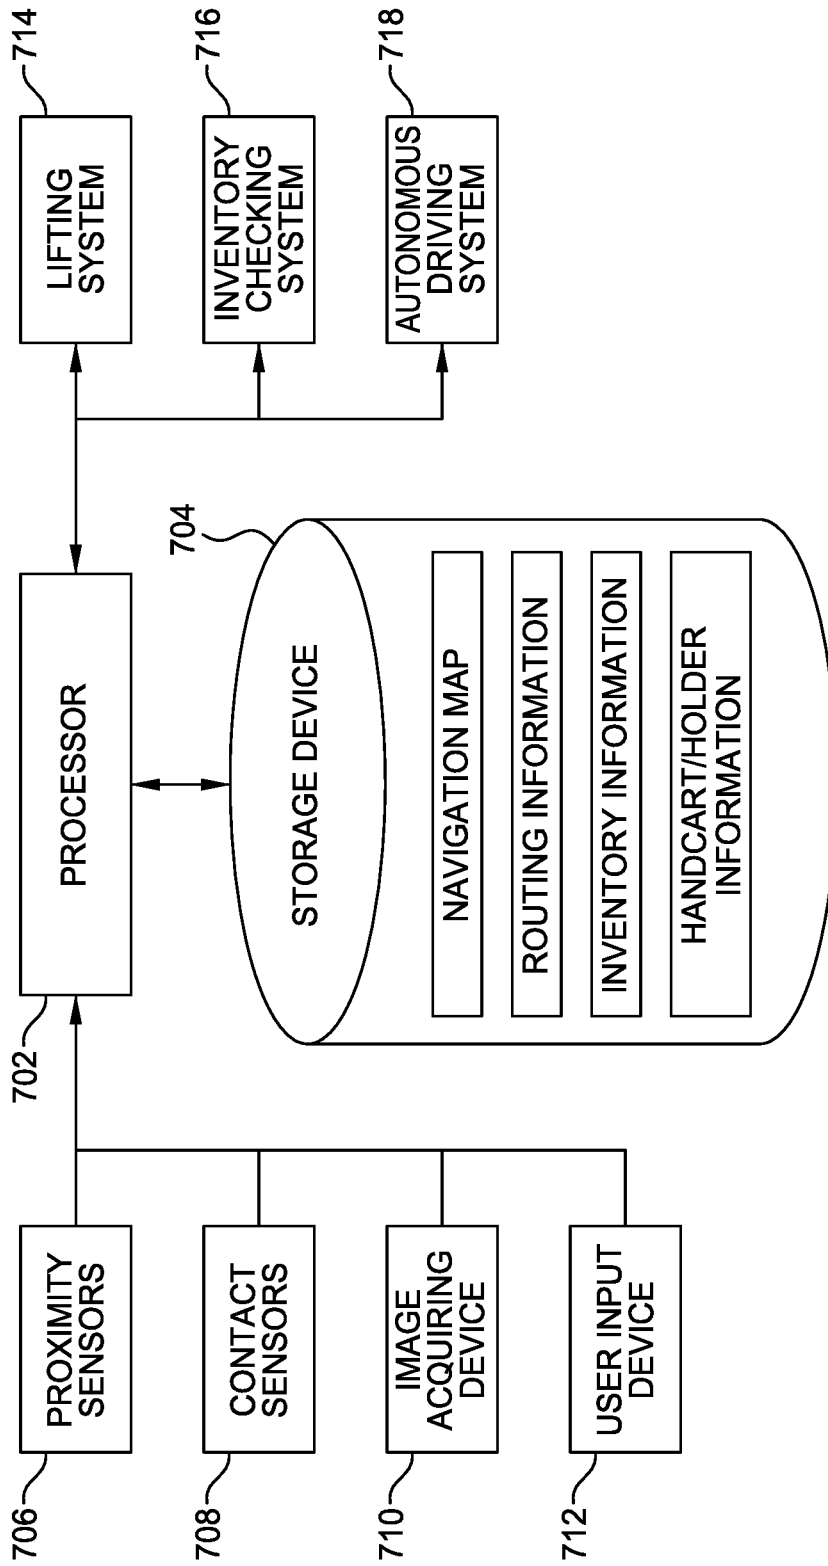 706
PROXIMITY
SENSORS
708
CONTACT
SENSORS
710
IMAGE
ACQUIRING
DEVICE
712
USER INPUT
DEVICE
702
PROCESSOR
704
STORAGE DEVICE
NAVIGATION MAP
ROUTING INFORMATION
INVENTORY INFORMATION
HANDCART/HOLDER
INFORMATION
714
LIFTING
SYSTEM
716
INVENTORY
CHECKING
SYSTEM
718
AUTONOMOUS
DRIVING
SYSTEM